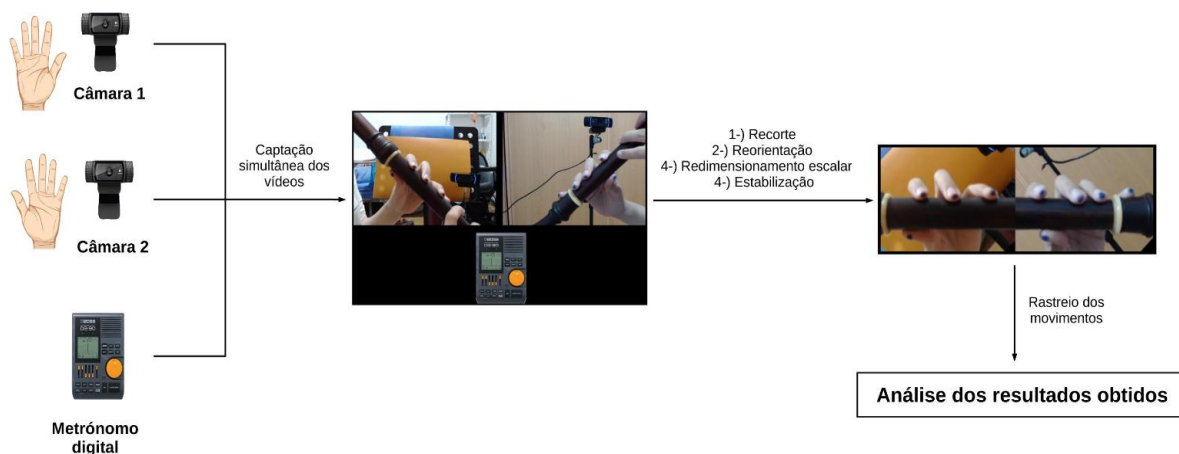 Câmara 1
Câmara 2
Metrónomo
digital
Captação
simultânea dos
vídeos
1-) Recorte
2-) Reorientação
4-) Redimensionamento escalar
4-) Estabilização
Rastreio dos
movimentos
Análise dos resultados obtidos